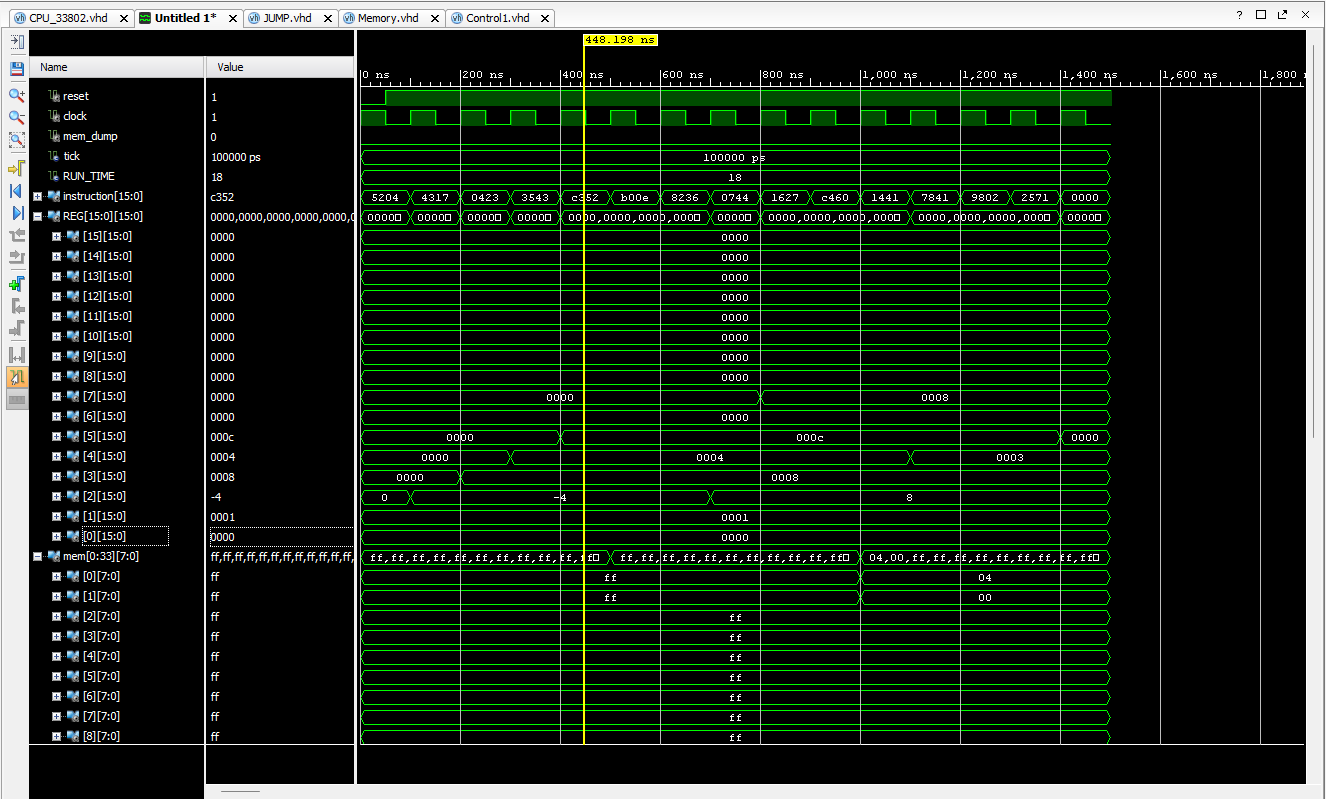 CPU_33802.vhd Untitled 1* JUMP.vhd Memory.vhd Control1.vhd ?
448.198 ns
Name Value 0 ns 200 ns 400 ns 600 ns 800 ns 1,000 ns 1,200 ns 1,400 ns 1,600 ns 1,800 n
reset 1
clock 1
mem_dump 0
tick 100000 ps 100000 ps
RUN_TIME 18 18
instruction[15:0] c352 5204 4317 0423 3543 c352 b00e 8236 0744 1627 c460 1441 7841 9802 2571 0000
REG[15:0][15:0] 0000,0000,0000,0000,0000,0 0000 0000 0000 0000 0000,0000,0000,000 0000 0000,0000,0000,000 0000,0000,0000,000 0000
[15][15:0] 0000 0000
[14][15:0] 0000 0000
[13][15:0] 0000 0000
[12][15:0] 0000 0000
[11][15:0] 0000 0000
[10][15:0] 0000 0000
[9][15:0] 0000 0000
[8][15:0] 0000 0000
[7][15:0] 0000 0000 0008
[6][15:0] 0000 0000
[5][15:0] 000c 0000 000c 0000
[4][15:0] 0004 0000 0004 0003
[3][15:0] 0008 0000 0008
[2][15:0] -4 0 -4 8
[1][15:0] 0001 0001
[0][15:0] 0000 0000
mem[0:33][7:0] ff,ff,ff,ff,ff,ff,ff,ff,ff,ff,ff,ff, ff,ff,ff,ff,ff,ff,ff,ff,ff,ff,ff ff,ff,ff,ff,ff,ff,ff,ff,ff,ff,ff 04,00,ff,ff,ff,ff,ff,ff,ff,ff,ff
[0][7:0] ff ff 04
[1][7:0] ff ff 00
[2][7:0] ff ff
[3][7:0] ff ff
[4][7:0] ff ff
[5][7:0] ff ff
[6][7:0] ff ff
[7][7:0] ff ff
[8][7:0] ff ff